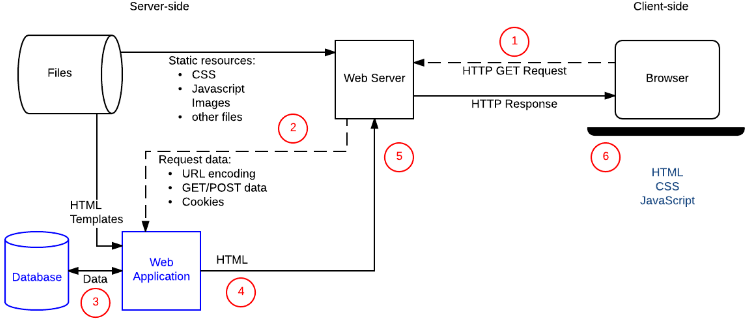 Server-side
Client-side
Files
Static resources:
• CSS
• Javascript
Images
• other files
Web Server
1
HTTP GET Request
HTTP Response
Browser
2
Request data:
• URL encoding
• GET/POST data
• Cookies
5
6
HTML
CSS
JavaScript
HTML
Templates
Database
Data
3
Web
Application
HTML
4